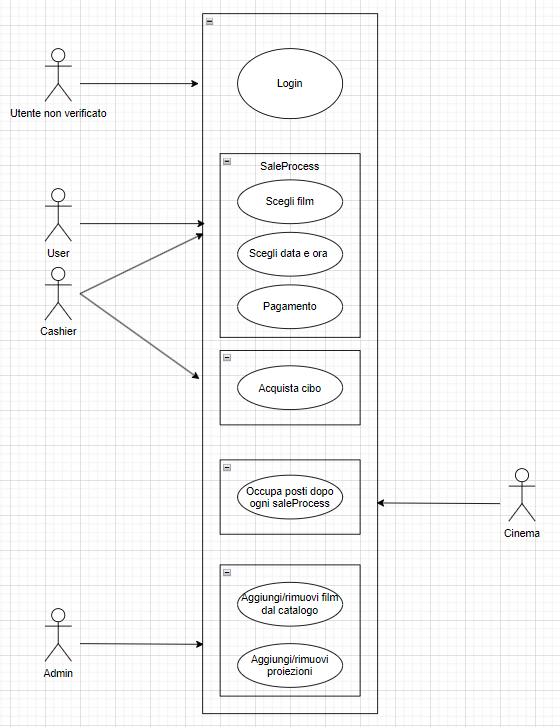 Utente non verificato
Login
SaleProcess
Scegli film
User
Scegli data e ora
Cashier
Pagamento
Acquista cibo
Occupa posti dopo
ogni saleProcess
Cinema
Aggiungi/rimuovi film
dal catalogo
Admin
Aggiungi/rimuovi
proiezioni